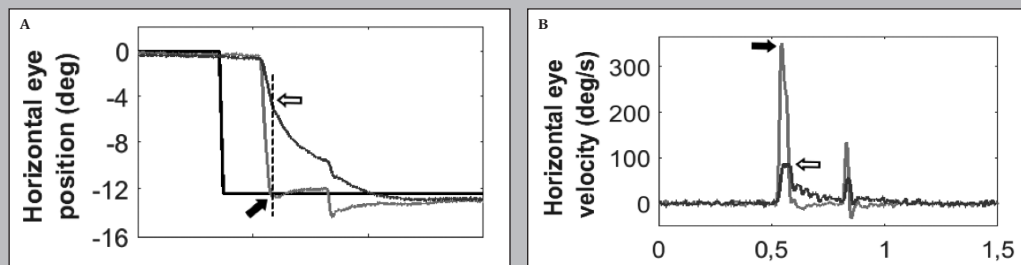 A
Horizontal eye
position (deg)
0
-4
-8
-12
-16
B
Horizontal eye
velocity (deg/s)
300
200
100
0
0
0,5
1
1,5